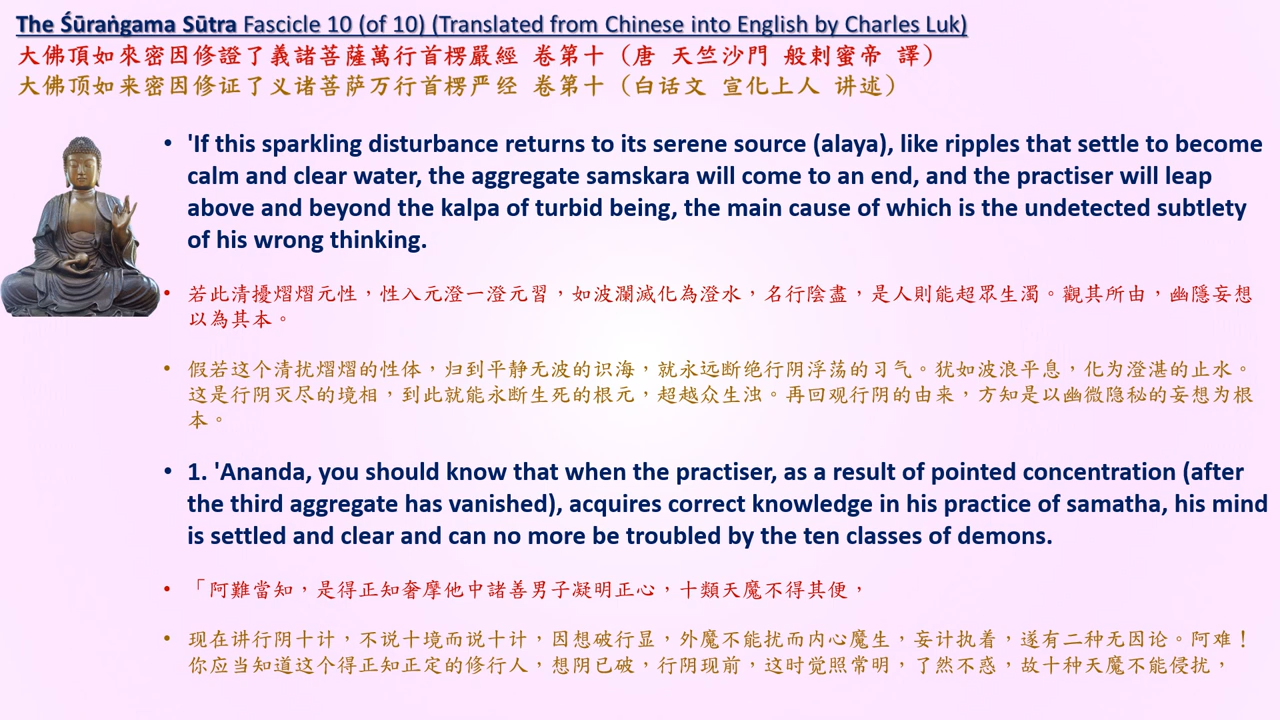 The Śūraṅgama Sūtra Fascicle 10 (of 10) (Translated from Chinese into English by Charles Luk)
大佛頂如來密因修證了義諸菩薩萬行首楞嚴經 卷第十（唐 天竺沙門 般剌蜜帝 譯）
大佛顶如来密因修证了义诸菩萨万行首楞严经 卷第十（白话文 宣化上人 讲述）
• 'If this sparkling disturbance returns to its serene source (alaya), like ripples that settle to become
calm and clear water, the aggregate samskara will come to an end, and the practiser will leap
above and beyond the kalpa of turbid being, the main cause of which is the undetected subtlety
of his wrong thinking.
• 若此清擾熠熠元性，性入元澄一澄元習，如波瀾滅化為澄水，名行陰盡，是人則能超眾生濁。觀其所由，幽隱妄想
以為其本。
• 假若这个清扰熠熠的性体，归到平静无波的识海，就永远断绝行阴浮荡的习气。犹如波浪平息，化为澄湛的止水。
这是行阴灭尽的境相，到此就能永断生死的根元，超越众生浊。再回观行阴的由来，方知是以幽微隐秘的妄想为根
本。
• 1. 'Ananda, you should know that when the practiser, as a result of pointed concentration (after
the third aggregate has vanished), acquires correct knowledge in his practice of samatha, his mind
is settled and clear and can no more be troubled by the ten classes of demons.
• 「阿難當知，是得正知奢摩他中諸善男子凝明正心，十類天魔不得其便，
• 现在讲行阴十计，不说十境而说十计，因想破行显，外魔不能扰而内心魔生，妄计执着，遂有二种无因论。阿难！
你应当知道这个得正知正定的修行人，想阴已破，行阴现前，这时觉照常明，了然不惑，故十种天魔不能侵扰，